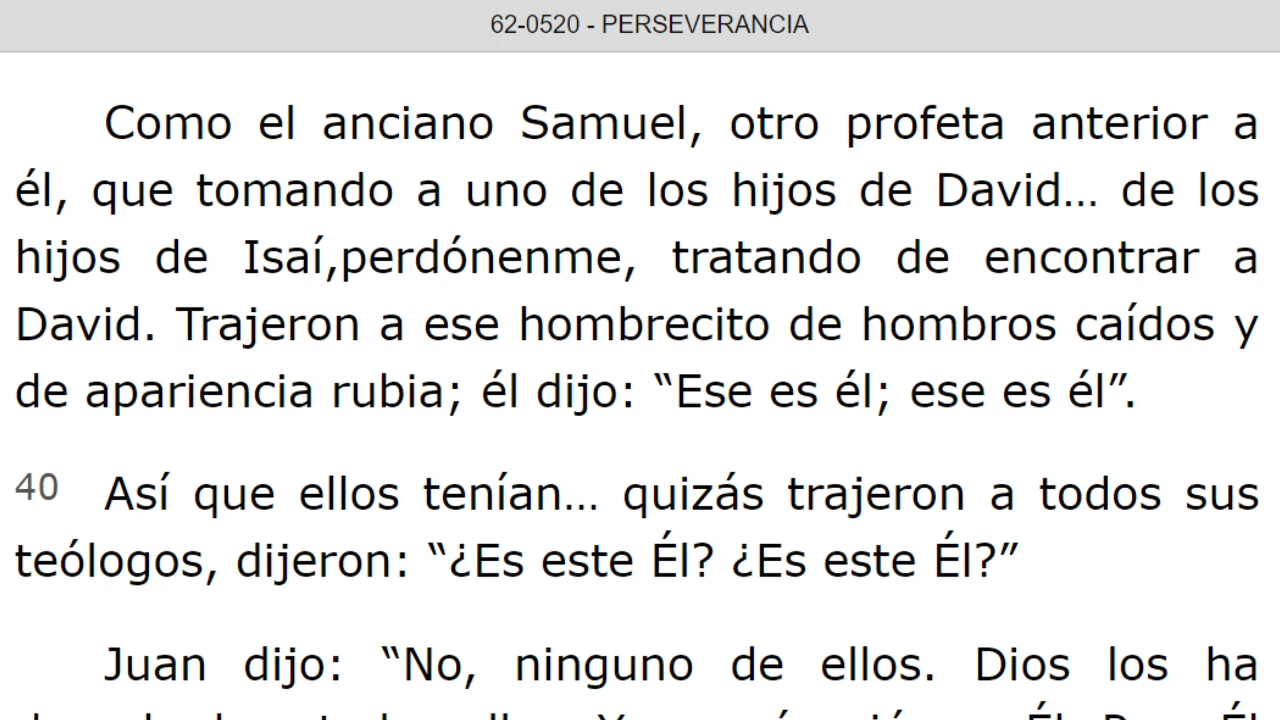 62-0520 - PERSEVERANCIA
Como el anciano Samuel, otro profeta anterior a
él, que tomando a uno de los hijos de David… de los
hijos de Isaí,perdónenme, tratando de encontrar a
David. Trajeron a ese hombrecito de hombros caídos y
de apariencia rubia; él dijo: “Ese es él; ese es él”.
40 Así que ellos tenían… quizás trajeron a todos sus
teólogos, dijeron: “¿Es este Él? ¿Es este Él?”
Juan dijo: “No, ninguno de ellos. Dios los ha